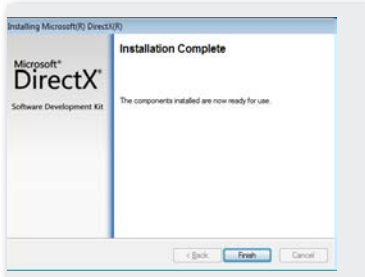 Installing Microsoft(R) DirectX(R)
Installation Complete
Microsoft®
DirectX®
Software Development Kit
The components installed are now ready for use.
< Back
Finish
Cancel